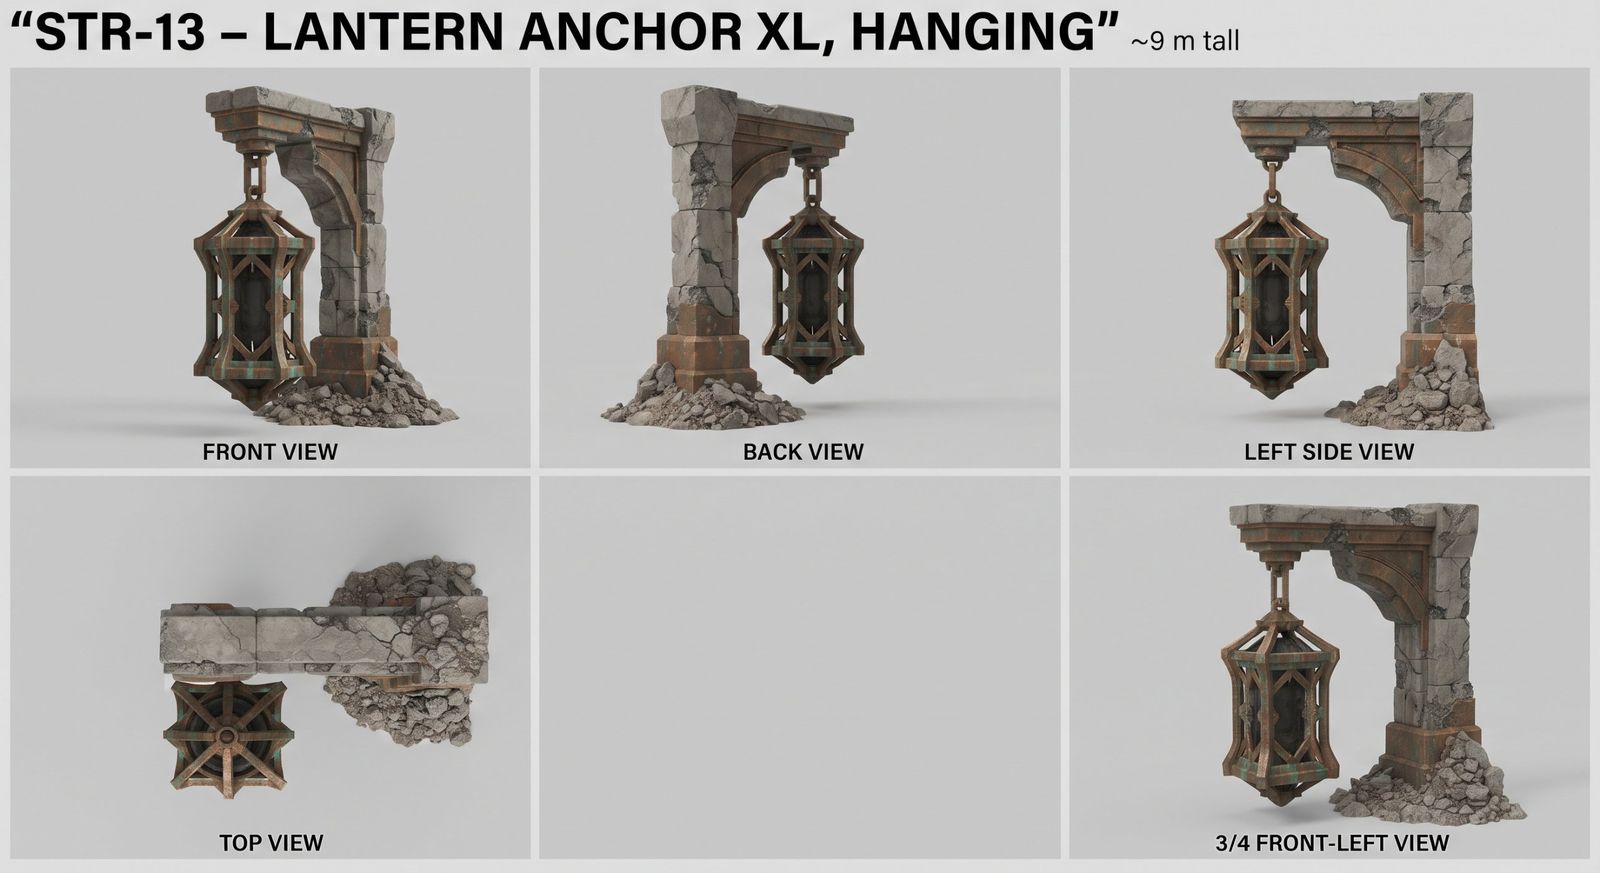 “STR-13 – LANTERN ANCHOR XL, HANGING” ~9 m tall
FRONT VIEW
BACK VIEW
LEFT SIDE VIEW
TOP VIEW
3/4 FRONT-LEFT VIEW